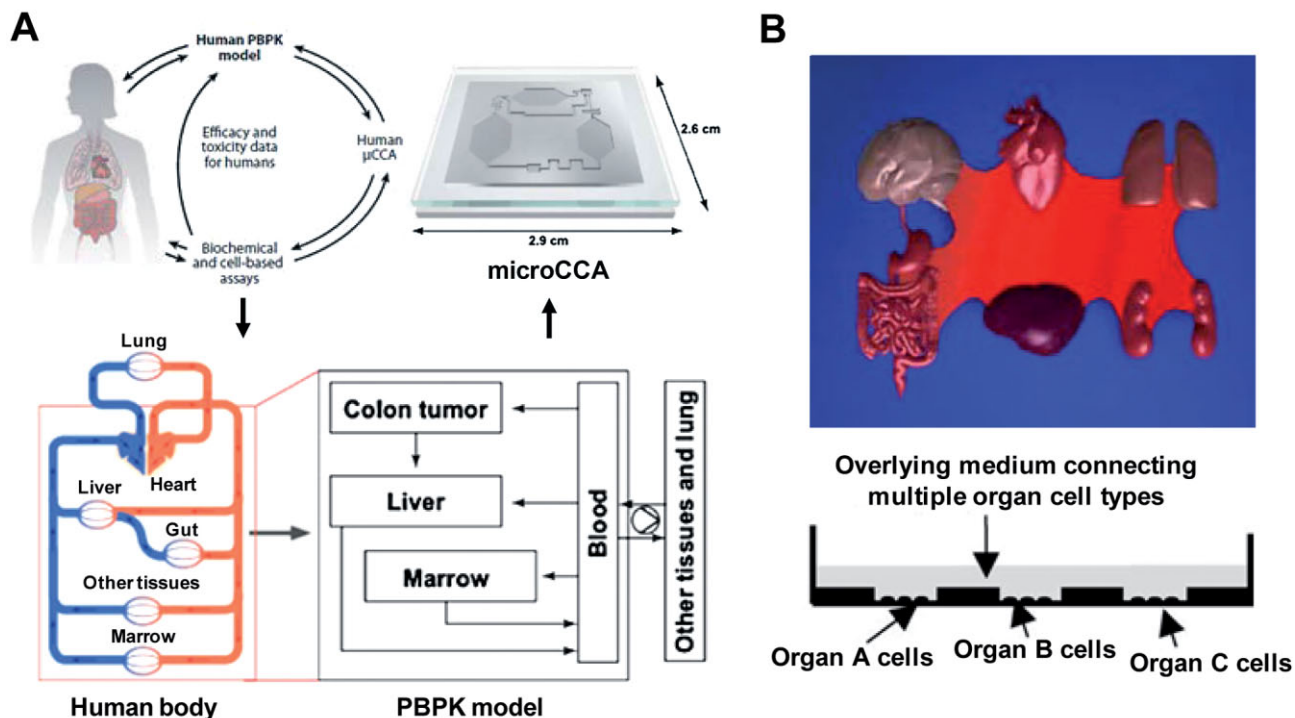 A
Human PBPK
model
Efficacy and
toxicity data
for humans
Human
μCCA
Biochemical
and cell-based
assays
2.6 cm
2.9 cm
microCCA
Lung
Heart
Liver
Gut
Other tissues
Marrow
Human body
Colon tumor
Liver
Marrow
Blood
Other tissues and lung
PBPK model
B
Overlying medium connecting
multiple organ cell types
Organ A cells
Organ B cells
Organ C cells